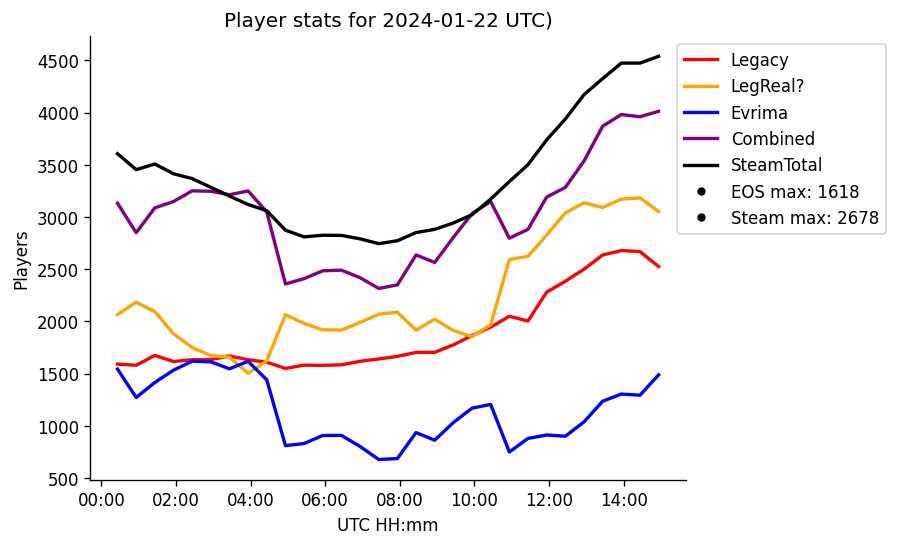 Player stats for 2024-01-22 UTC)
4500
4000
3500
3000
2500
2000
1500
1000
500
Players
00:00 02:00 04:00 06:00 08:00 10:00 12:00 14:00
UTC HH:mm
Legacy
LegReal?
Evrima
Combined
SteamTotal
EOS max: 1618
Steam max: 2678